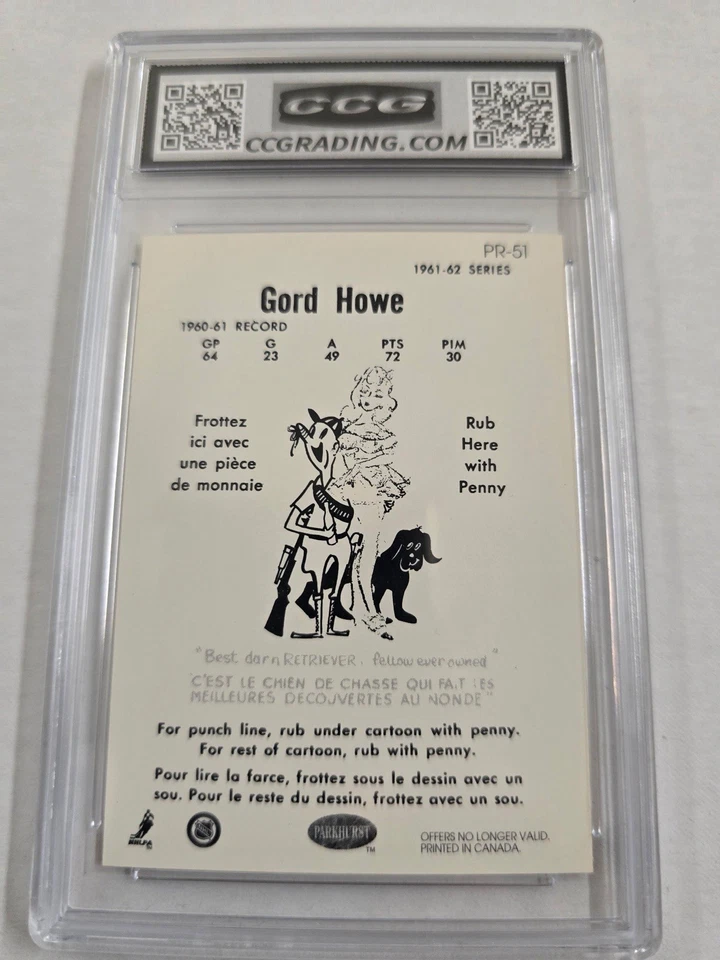 CCG
CCGRADING.COM
PR-51
1961-62 SERIES
Gord Howe
1960-61 RECORD
GP G A PTS PIM
64 23 49 72 30
Frottez
ici avec
une pièce
de monnaie
Rub
Here
with
Penny
"Best darn RETRIEVER, fellow ever owned"
"C'EST LE CHIEN DE CHASSE QUI FAIT LES
MEILLEURES DECOUVERTES AU NONDE"
For punch line, rub under cartoon with penny.
For rest of cartoon, rub with penny.
Pour lire la farce, frottez sous le dessin avec un
sou. Pour le reste du dessin, frottez avec un sou.
NHLPA
NHL
PARKHURST
TM
OFFERS NO LONGER VALID.
PRINTED IN CANADA.